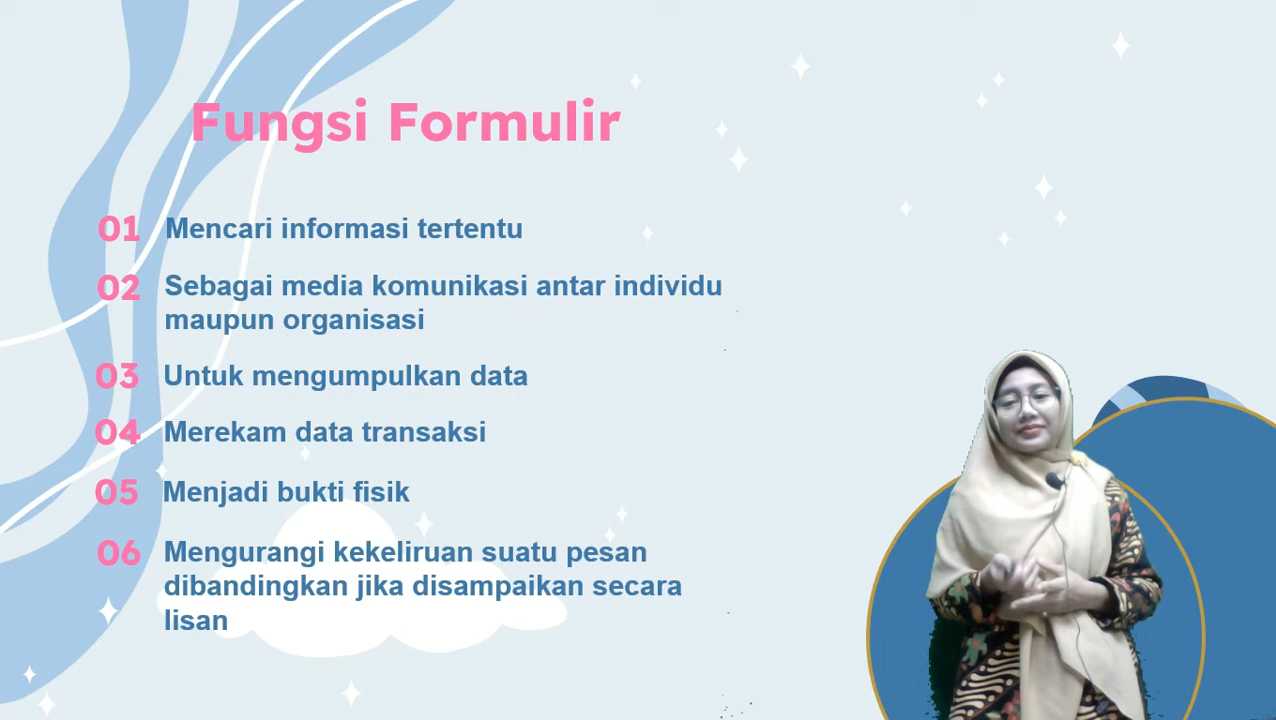 Fungsi Formulir
01 Mencari informasi tertentu
02 Sebagai media komunikasi antar individu
maupun organisasi
03 Untuk mengumpulkan data
04 Merekam data transaksi
05 Menjadi bukti fisik
06 Mengurangi kekeliruan suatu pesan
dibandingkan jika disampaikan secara
lisan